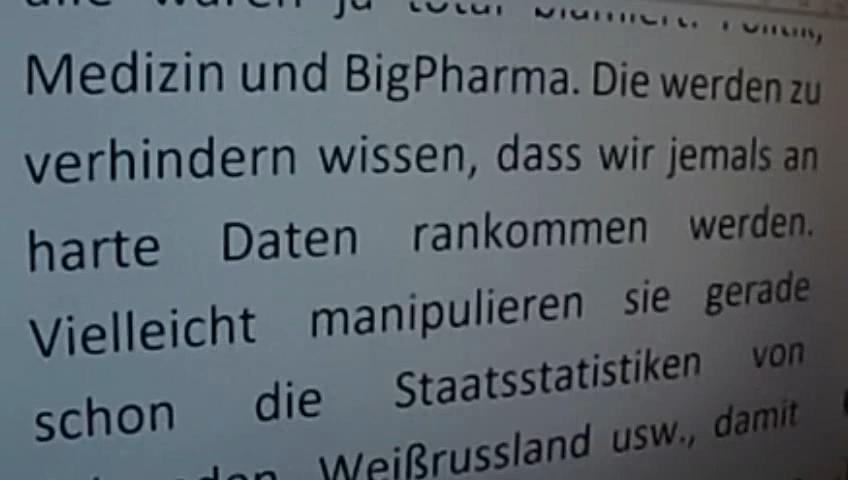 Medizin und BigPharma. Die werden zu
verhindern wissen, dass wir jemals an
harte Daten rankommen werden.
Vielleicht manipulieren sie gerade
schon die Staatsstatistiken von
Weißrussland usw., damit